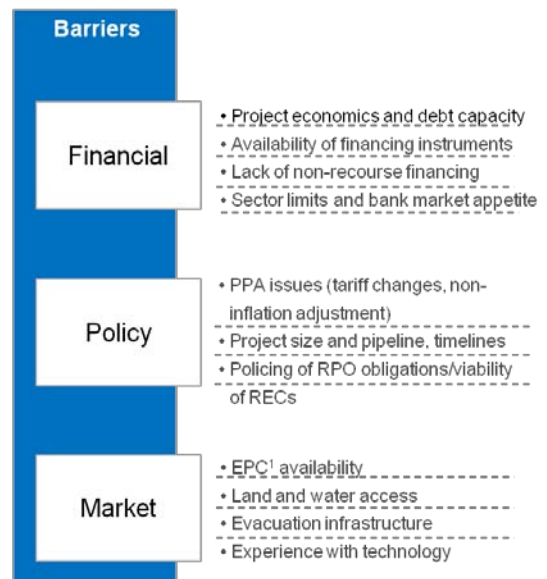 Barriers
Financial
• Project economics and debt capacity
• Availability of financing instruments
• Lack of non-recourse financing
• Sector limits and bank market appetite
Policy
• PPA issues (tariff changes, non-
inflation adjustment)
• Project size and pipeline, timelines
• Policing of RPO obligations/viability
of RECs
Market
• EPC¹ availability
• Land and water access
• Evacuation infrastructure
• Experience with technology